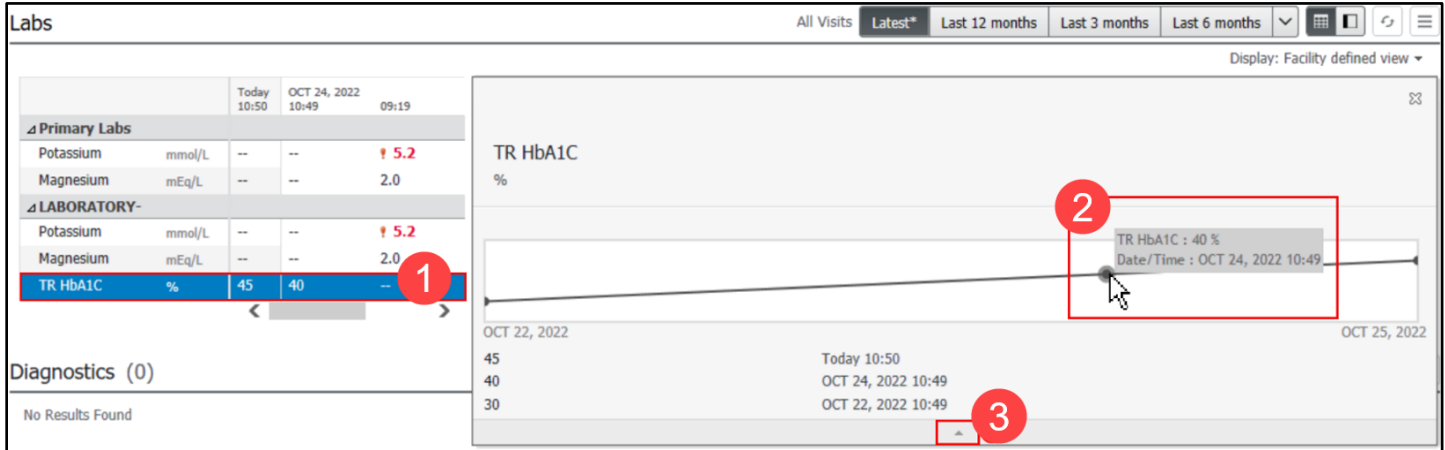 Labs
All Visits Latest* Last 12 months Last 3 months Last 6 months
Display: Facility defined view
Today OCT 24, 2022
10:50 10:49 09:19
Primary Labs
Potassium mmol/L -- -- 5.2
Magnesium mEq/L -- -- 2.0
LABORATORY-
Potassium mmol/L -- -- 5.2
Magnesium mEq/L -- -- 2.0
TR HbA1C % 45 40 --
1
TR HbA1C
%
2
TR HbA1C : 40 %
Date/Time : OCT 24, 2022 10:49
OCT 22, 2022 OCT 25, 2022
45 Today 10:50
40 OCT 24, 2022 10:49
30 OCT 22, 2022 10:49
3
Diagnostics (0)
No Results Found